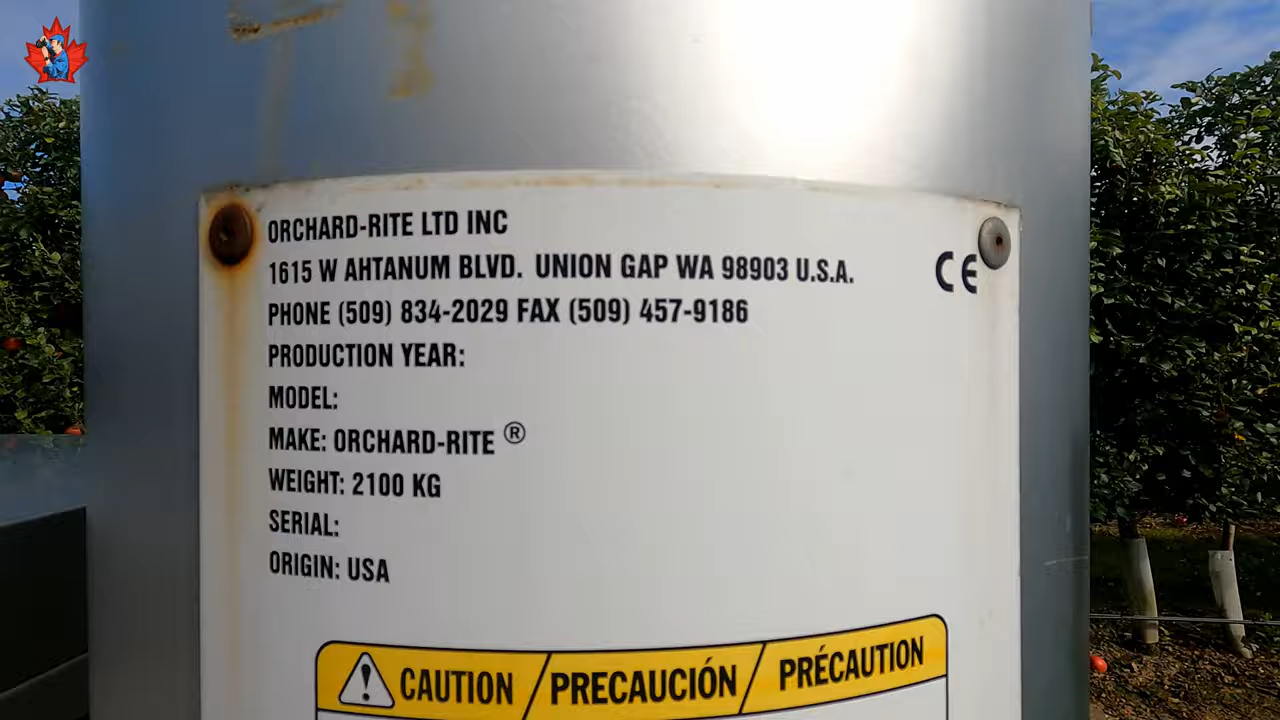 ORCHARD-RITE LTD INC
1615 W AHTANUM BLVD. UNION GAP WA 98903 U.S.A.
CE
PHONE (509) 834-2029 FAX (509) 457-9186
PRODUCTION YEAR:
MODEL:
MAKE: ORCHARD-RITE ®
WEIGHT: 2100 KG
SERIAL:
ORIGIN: USA
CAUTION / PRECAUCIÓN / PRÉCAUTION